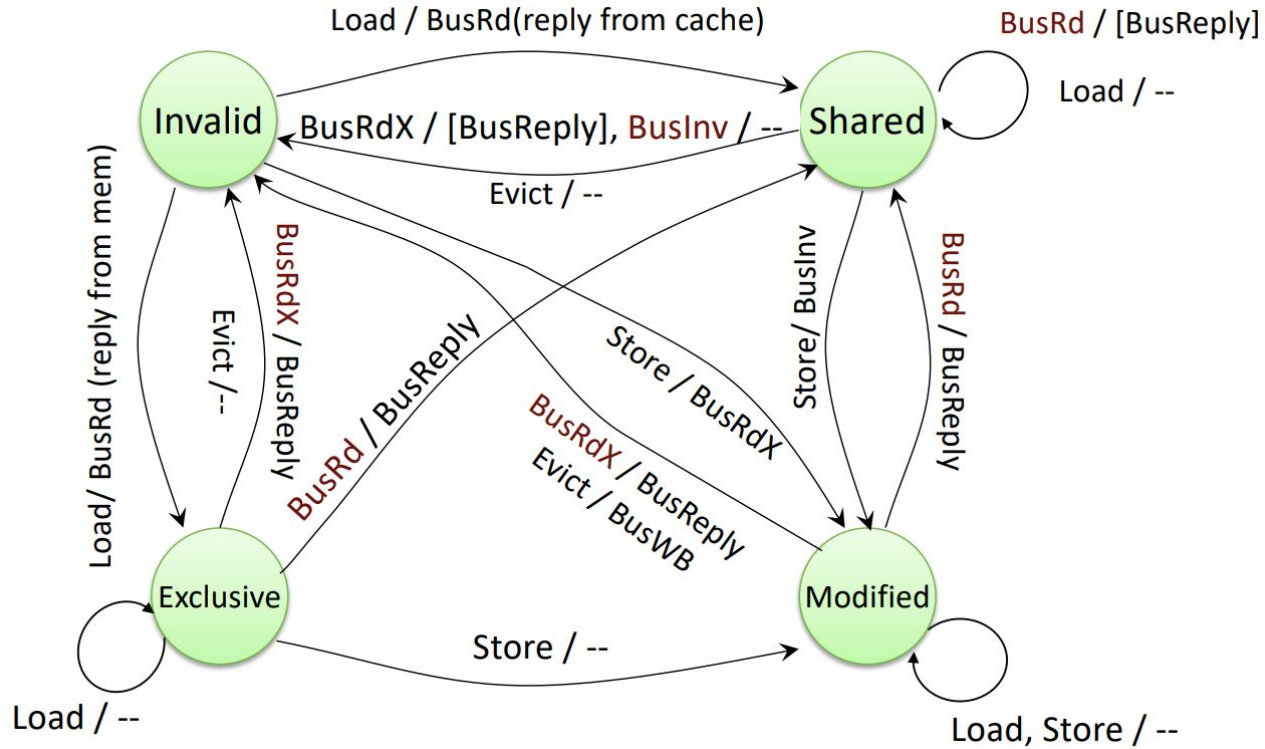 Load / BusRd(reply from cache)
BusRd / [BusReply]
Load / --
Invalid
Shared
BusRdX / [BusReply], BusInv / --
Evict / --
Load/ BusRd (reply from mem)
Evict /--
BusRdX / BusReply
BusRd / BusReply
Store / BusRdX
BusRdX / BusReply
Evict / BusWB
Store/ BusInv
BusRd / BusReply
Exclusive
Modified
Store / --
Load / --
Load, Store / --